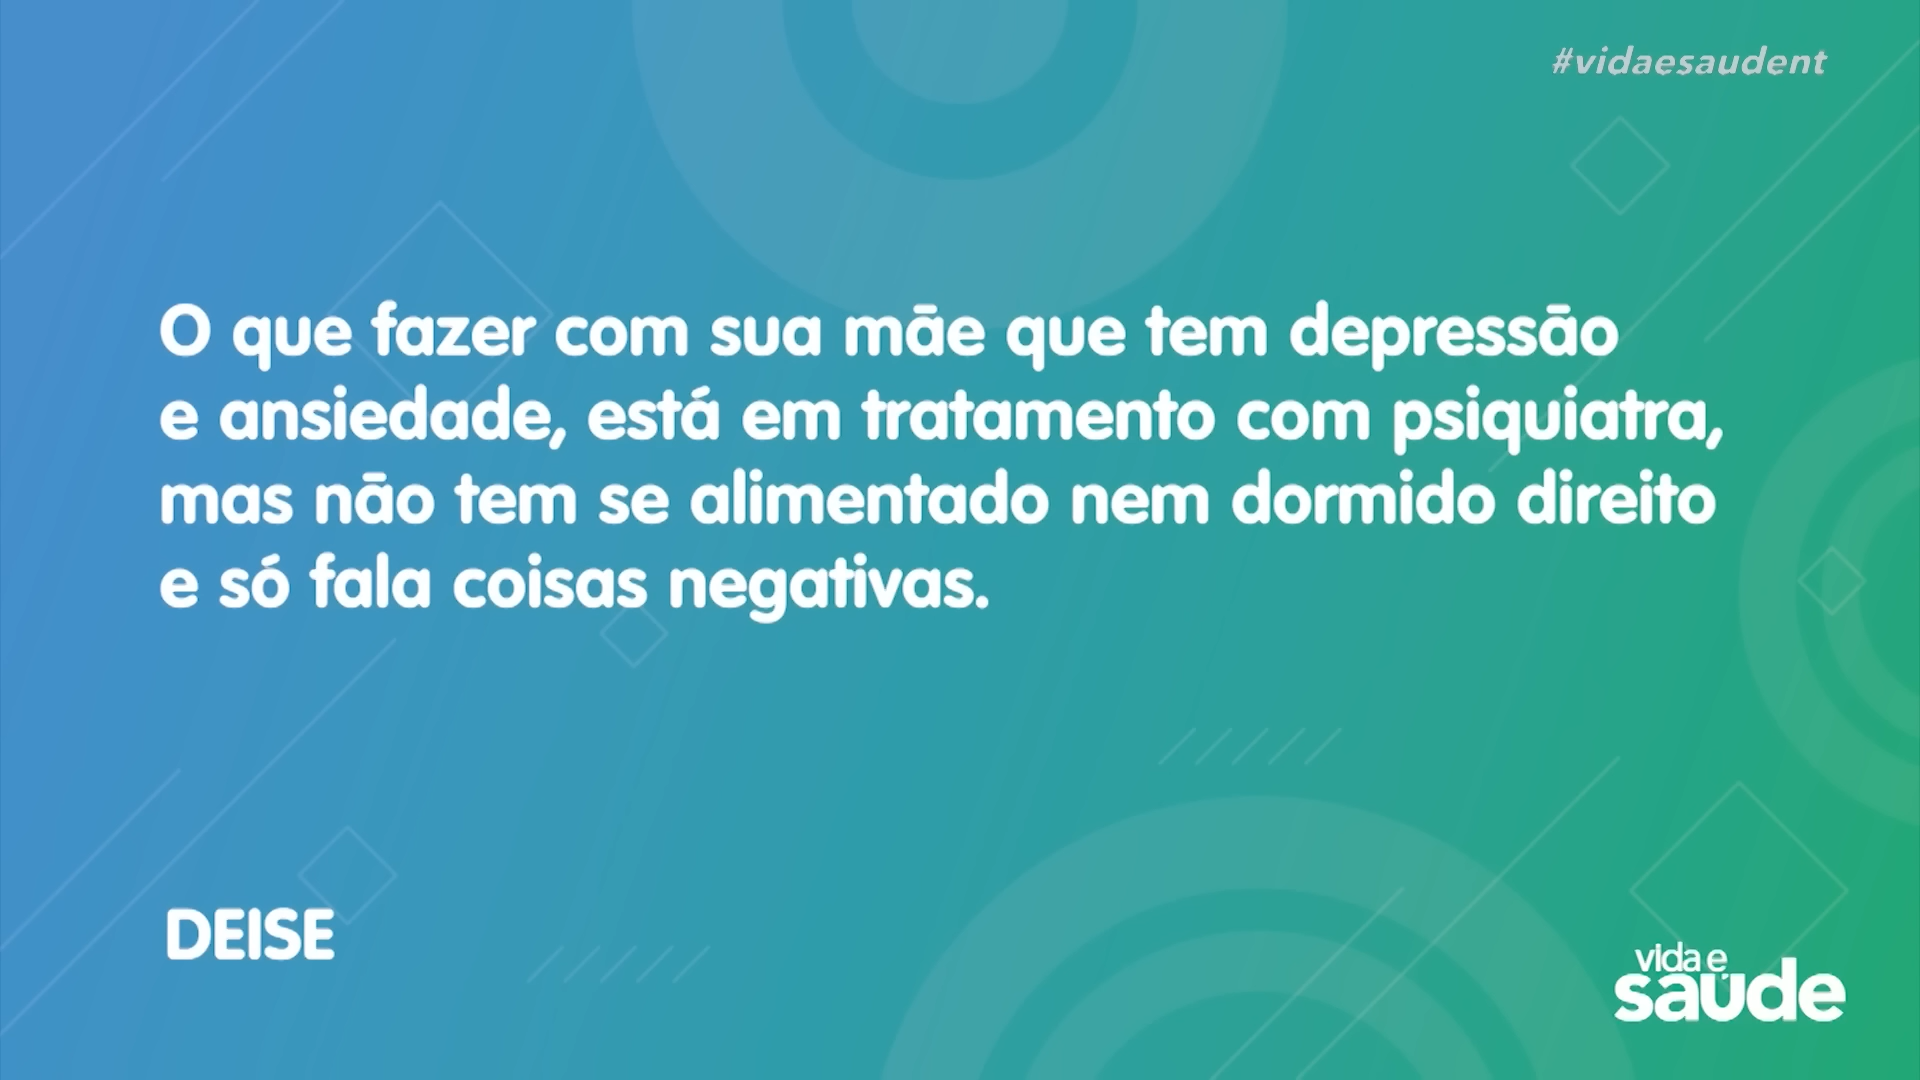 #vidaesaudent
O que fazer com sua mãe que tem depressão
e ansiedade, está em tratamento com psiquiatra,
mas não tem se alimentado nem dormido direito
e só fala coisas negativas.
DEISE
vida e
saúde